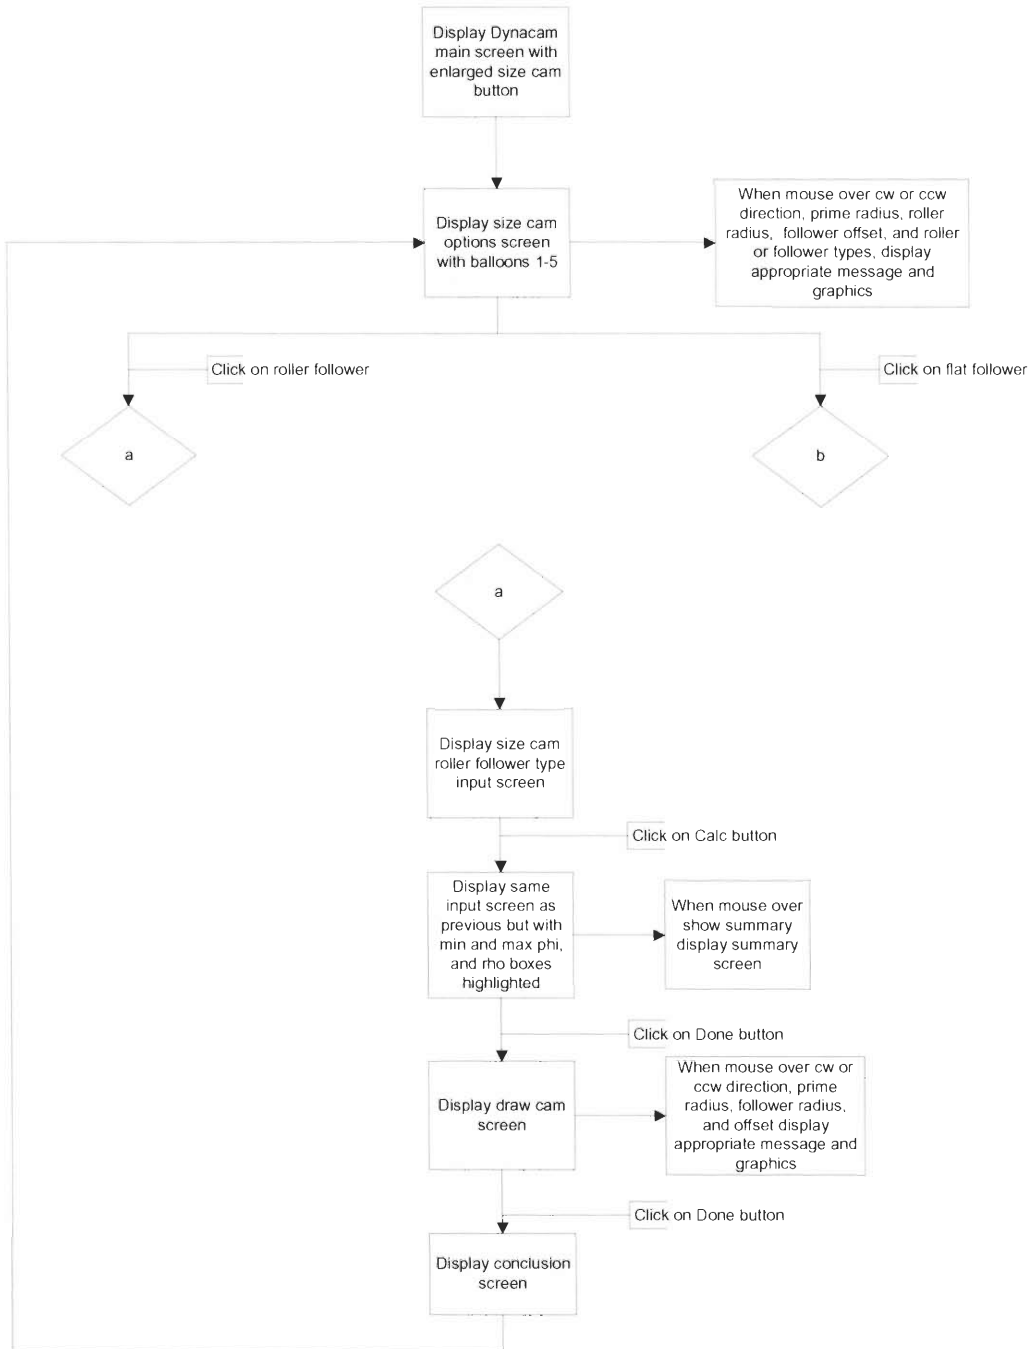 Display Dynacam
main screen with
enlarged size cam
button
Display size cam
options screen
with balloons 1-5
When mouse over cw or ccw
direction, prime radius, roller
radius, follower offset, and roller
or follower types, display
appropriate message and
graphics
Click on roller follower
Click on flat follower
a
b
a
Display size cam
roller follower type
input screen
Click on Calc button
Display same
input screen as
previous but with
min and max phi,
and rho boxes
highlighted
When mouse over
show summary
display summary
screen
Click on Done button
Display draw cam
screen
When mouse over cw or
ccw direction, prime
radius, follower radius,
and offset display
appropriate message and
graphics
Click on Done button
Display conclusion
screen